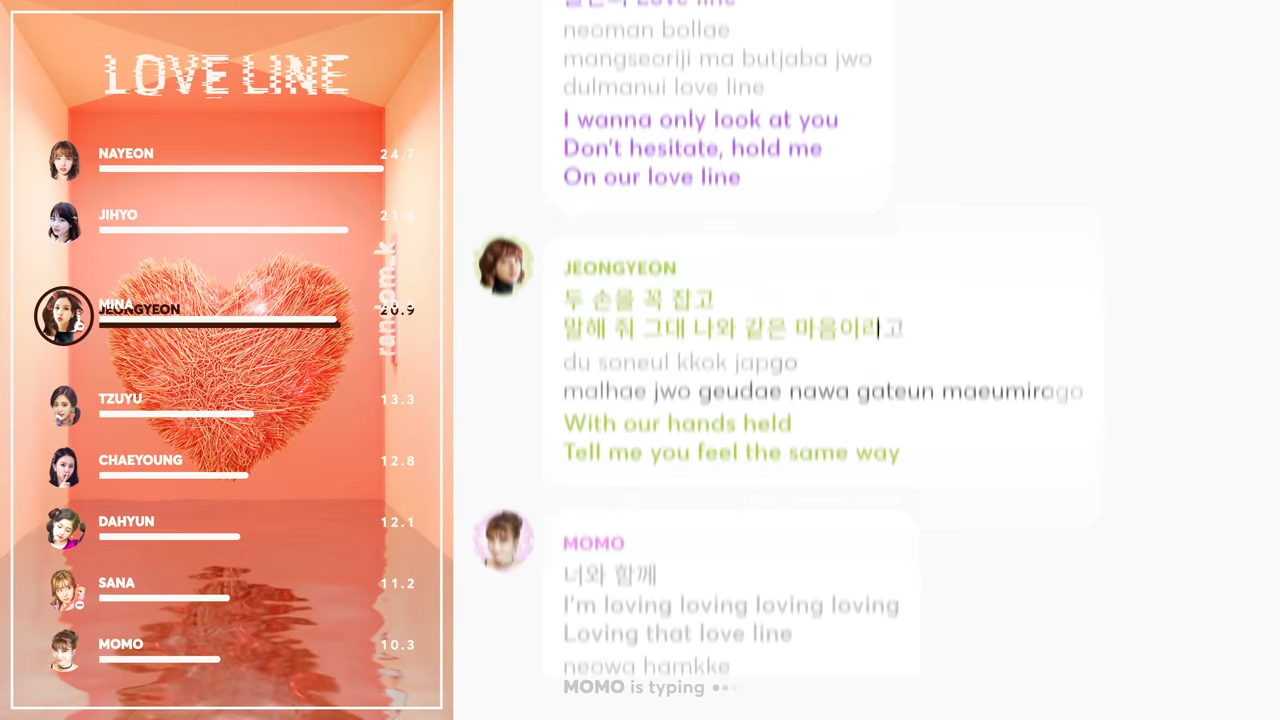 LOVE LINE
NAYEON
24.7
JIHYO
21.6
MINA
JEONGYEON
20.9
random.k
TZUYU
13.3
CHAEYOUNG
12.8
DAHYUN
12.1
SANA
11.2
MOMO
10.3
neoman bollae
mangseoriji ma butjaba jwo
dulmanui love line
I wanna only look at you
Don't hesitate, hold me
On our love line
JEONGYEON
두 손을 꼭 잡고
말해 줘 그대 나와 같은 마음이라고
du soneul kkok japgo
malhae jwo geudae nawa gateun maeumirago
With our hands held
Tell me you feel the same way
MOMO
너와 함께
I'm loving loving loving loving
Loving that love line
neowa hamkke
MOMO is typing